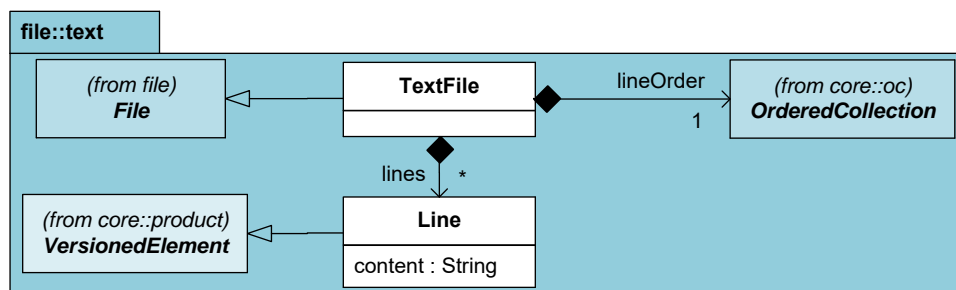 file::text
(from file)
File
TextFile
lineOrder
1
(from core::oc)
OrderedCollection
lines
*
(from core::product)
VersionedElement
Line
content : String